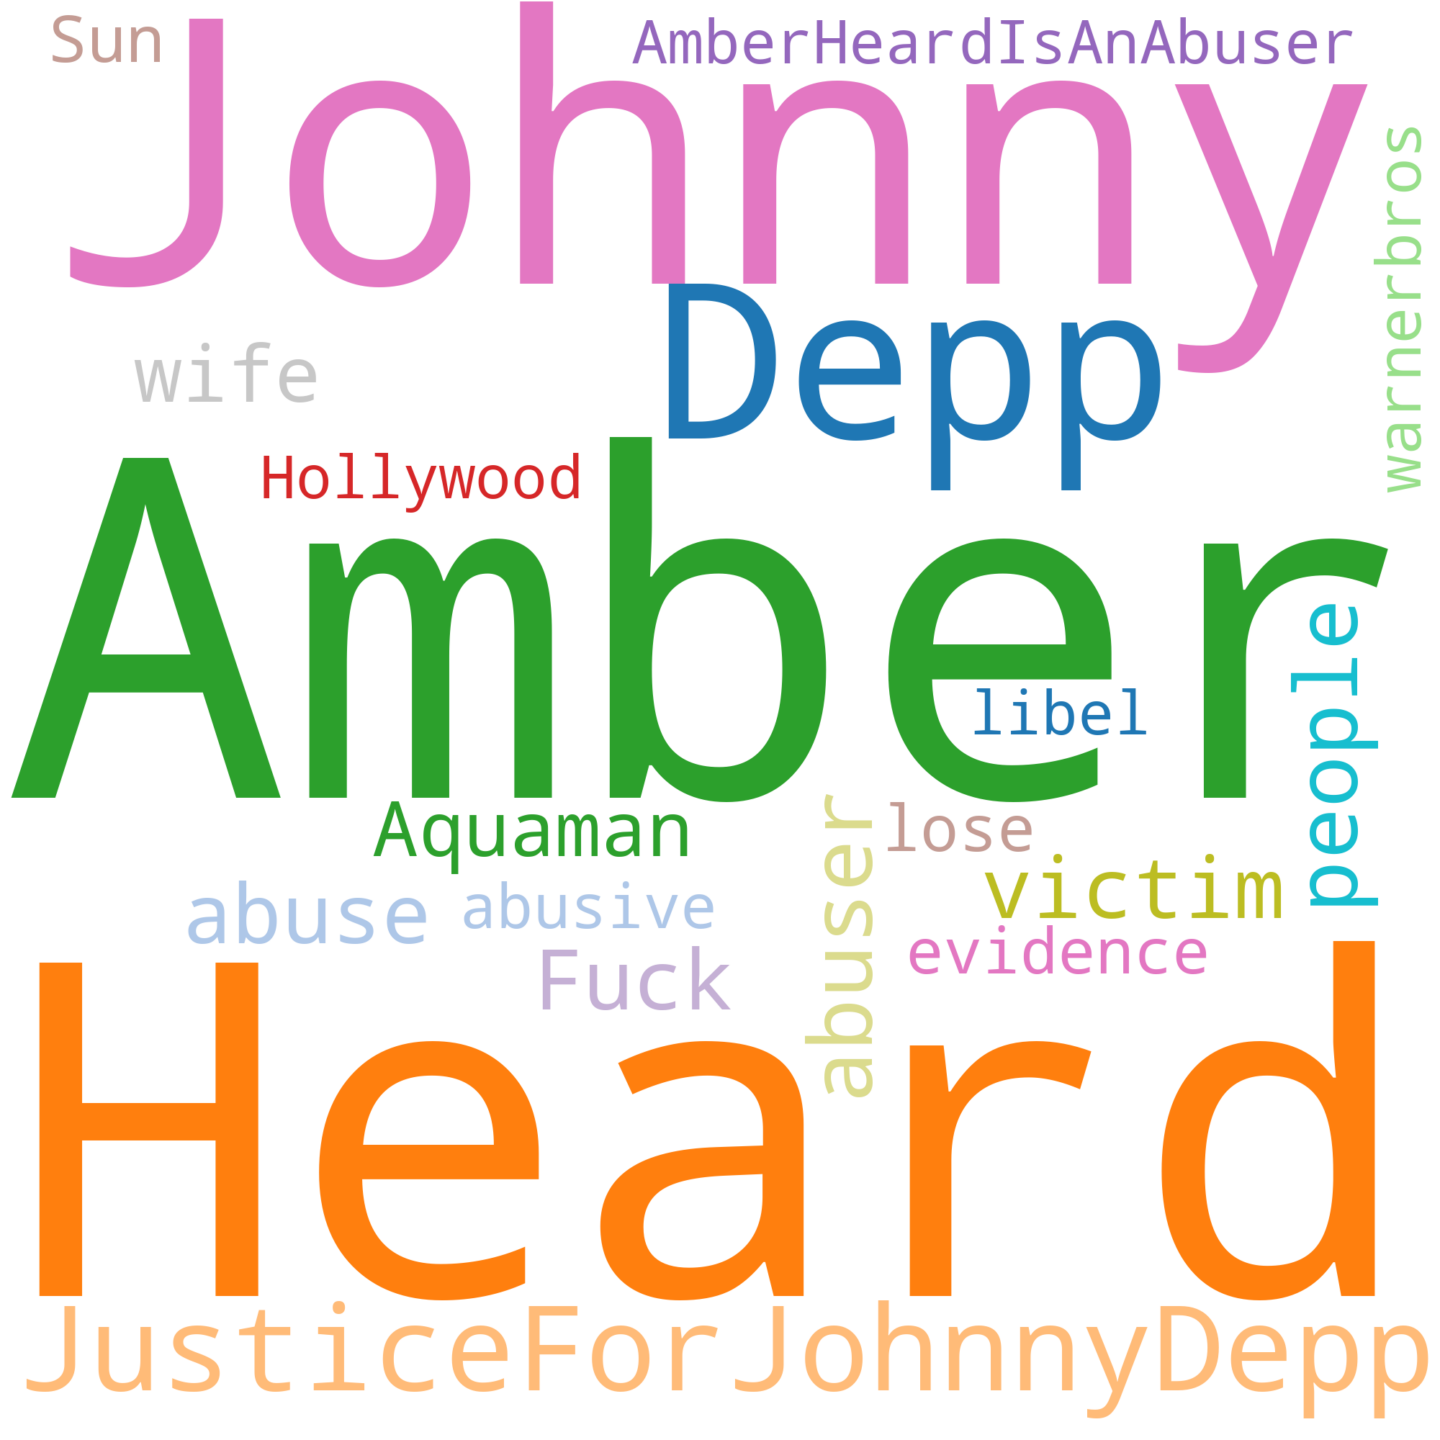 Sun
AmberHeardIsAnAbuser
Johnny
warnerbros
Depp
wife
Hollywood
Amber
people
libel
Aquaman
lose
abuser
victim
abuse
abusive
evidence
Fuck
Heard
JusticeForJohnnyDepp